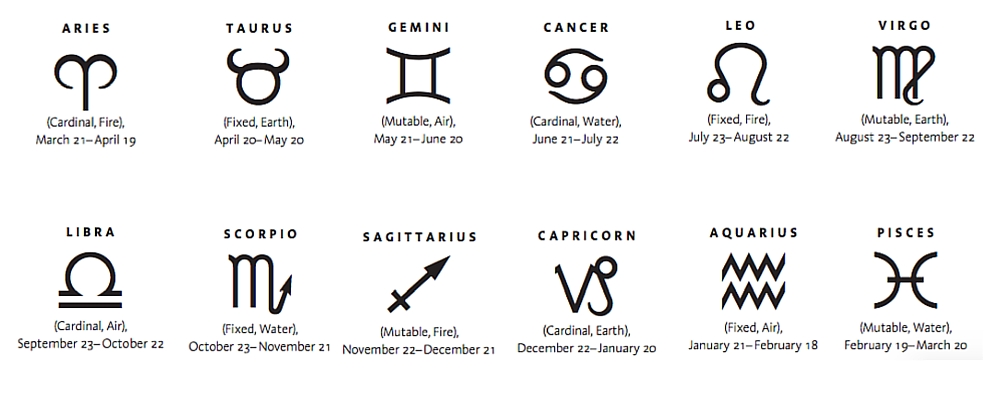 ARIES
(Cardinal, Fire),
March 21–April 19
TAURUS
(Fixed, Earth),
April 20–May 20
GEMINI
(Mutable, Air),
May 21–June 20
CANCER
(Cardinal, Water),
June 21–July 22
LEO
(Fixed, Fire),
July 23–August 22
VIRGO
(Mutable, Earth),
August 23–September 22
LIBRA
(Cardinal, Air),
September 23–October 22
SCORPIO
(Fixed, Water),
October 23–November 21
SAGITTARIUS
(Mutable, Fire),
November 22–December 21
CAPRICORN
(Cardinal, Earth),
December 22–January 20
AQUARIUS
(Fixed, Air),
January 21–February 18
PISCES
(Mutable, Water),
February 19–March 20